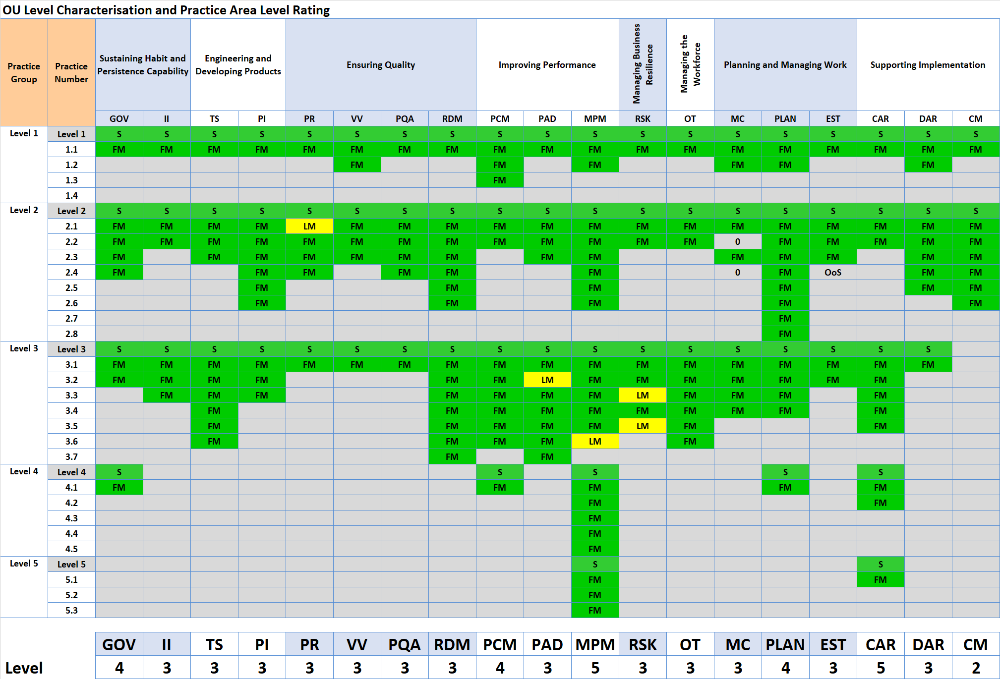 OU Level Characterisation and Practice Area Level Rating
Practice Group Practice Number Sustaining Habit and Persistence Capability Engineering and Developing Products Ensuring Quality Improving Performance Managing Business Resilience Managing the Workforce Planning and Managing Work Supporting Implementation
GOV II TS PI PR VV PQA RDM PCM PAD MPM RSK OT MC PLAN EST CAR DAR CM
Level 1 Level 1 S S S S S S S S S S S S S S S S S S S
1.1 FM FM FM FM FM FM FM FM FM FM FM FM FM FM FM FM FM FM FM
1.2 FM FM FM FM FM FM
1.3 FM
1.4
Level 2 Level 2 S S S S S S S S S S S S S S S S S S S
2.1 FM FM FM FM LM FM FM FM FM FM FM FM FM FM FM FM FM FM FM
2.2 FM FM FM FM FM FM FM FM FM FM FM FM FM 0 FM FM FM FM FM
2.3 FM FM FM FM FM FM FM FM FM FM FM FM FM FM
2.4 FM FM FM FM FM FM 0 FM OoS FM FM
2.5 FM FM FM FM FM FM
2.6 FM FM FM FM FM
2.7 FM
2.8 FM
Level 3 Level 3 S S S S S S S S S S S S S S S S S S
3.1 FM FM FM FM FM FM FM FM FM FM FM FM FM FM FM FM FM FM
3.2 FM FM FM FM FM FM LM FM FM FM FM FM FM FM
3.3 FM FM FM FM FM FM FM LM FM FM FM FM
3.4 FM FM FM FM FM FM FM FM FM FM
3.5 FM FM FM FM FM LM FM FM
3.6 FM FM FM FM LM FM
3.7 FM FM
Level 4 Level 4 S S S S S
4.1 FM FM FM FM FM
4.2 FM FM
4.3 FM
4.4 FM
4.5 FM
Level 5 Level 5 S S
5.1 FM FM
5.2 FM
5.3 FM
GOV II TS PI PR VV PQA RDM PCM PAD MPM RSK OT MC PLAN EST CAR DAR CM
Level 4 3 3 3 3 3 3 3 4 3 5 3 3 3 4 3 5 3 2